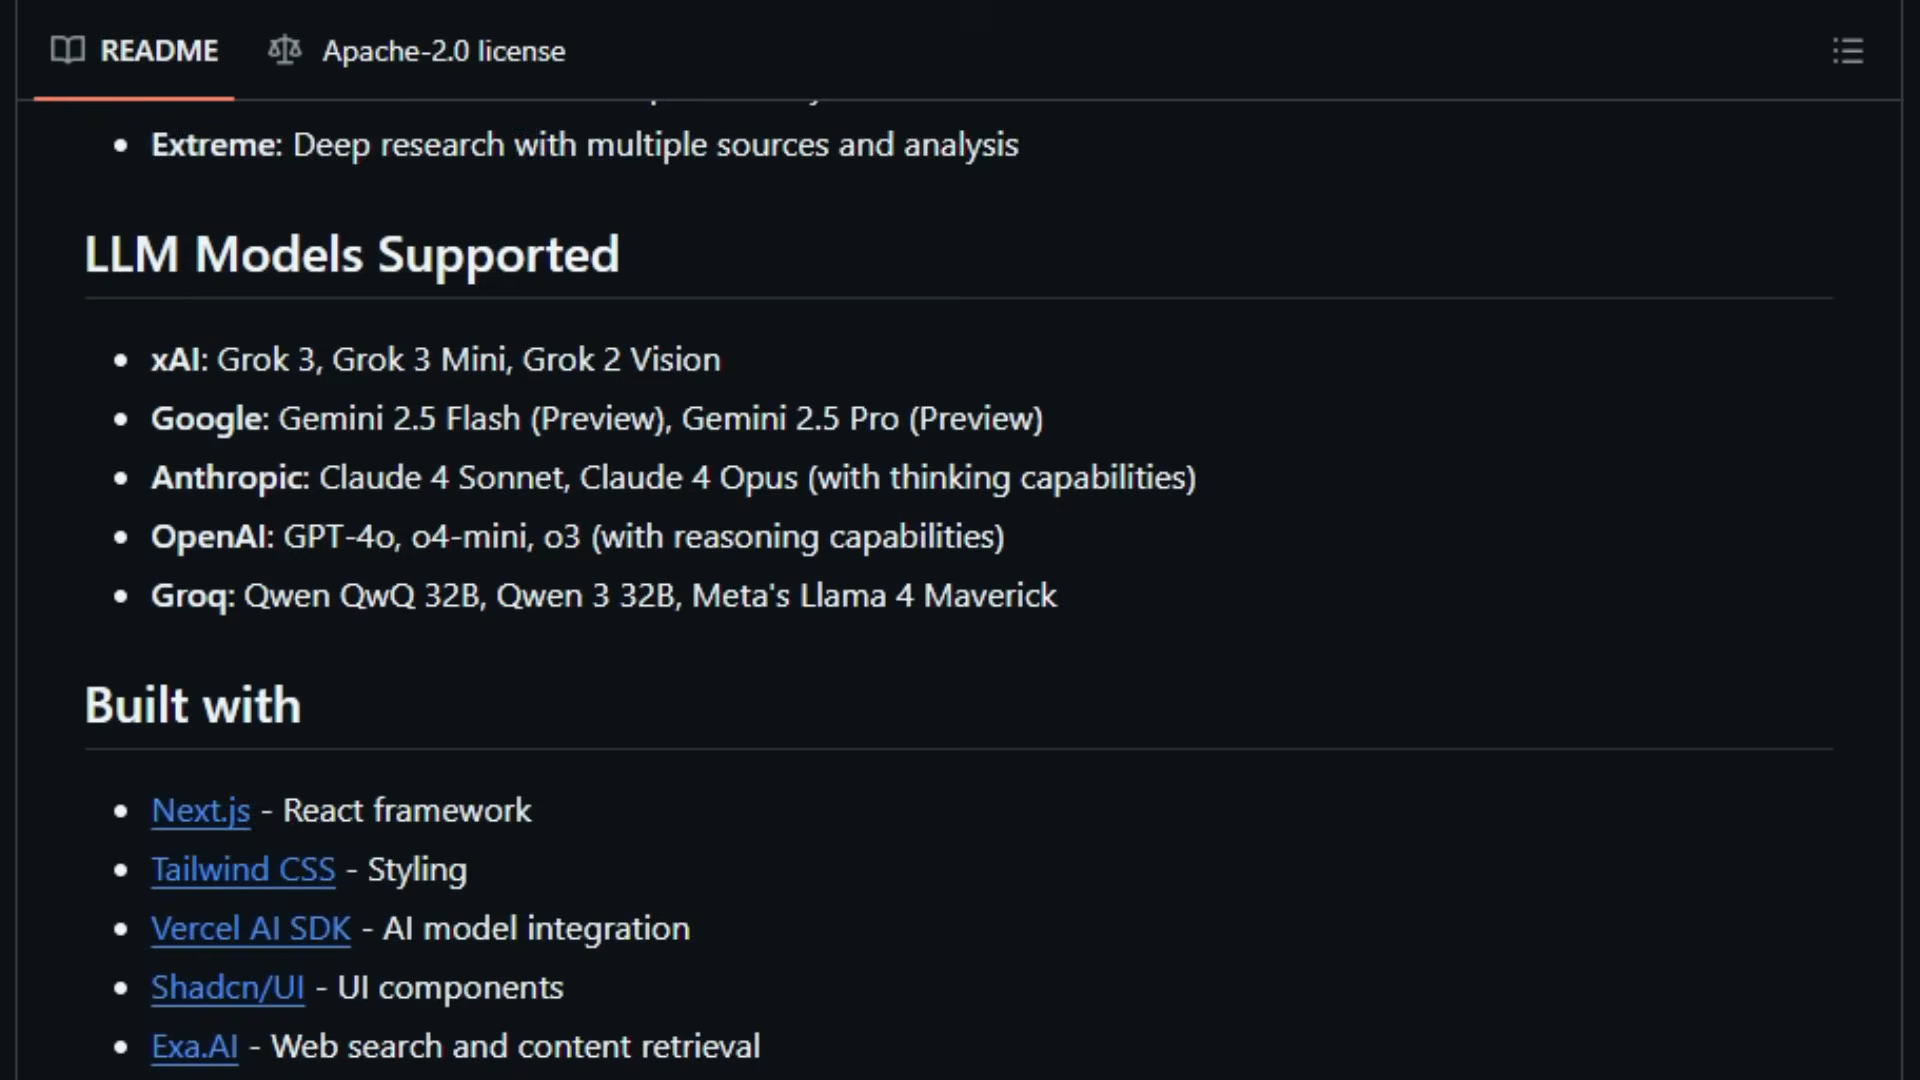 README
Apache-2.0 license
Extreme: Deep research with multiple sources and analysis
LLM Models Supported
xAI: Grok 3, Grok 3 Mini, Grok 2 Vision
Google: Gemini 2.5 Flash (Preview), Gemini 2.5 Pro (Preview)
Anthropic: Claude 4 Sonnet, Claude 4 Opus (with thinking capabilities)
OpenAI: GPT-4o, o4-mini, o3 (with reasoning capabilities)
Groq: Qwen QwQ 32B, Qwen 3 32B, Meta's Llama 4 Maverick
Built with
Next.js - React framework
Tailwind CSS - Styling
Vercel AI SDK - AI model integration
Shadcn/UI - UI components
Exa.AI - Web search and content retrieval